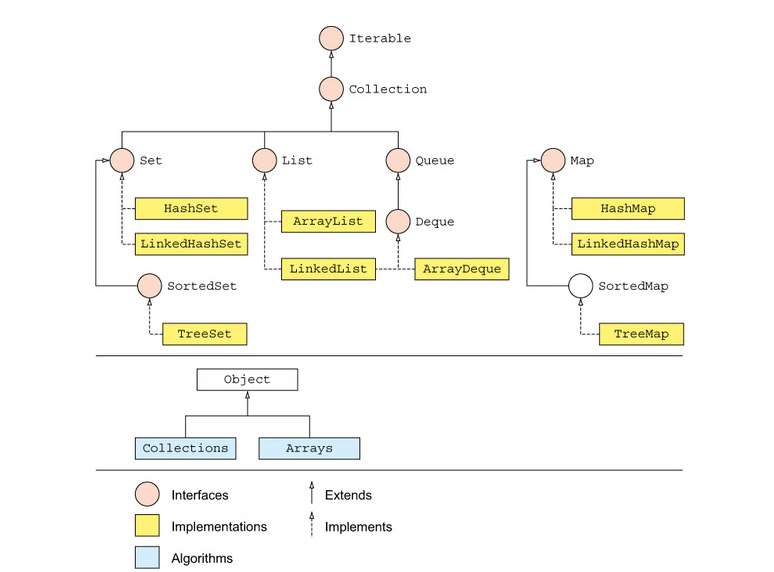 Iterable
Collection
Set
List
Queue
Map
HashSet
HashMap
ArrayList
Deque
LinkedHashSet
LinkedHashMap
LinkedList
ArrayDeque
SortedSet
SortedMap
TreeSet
TreeMap
Object
Collections
Arrays
Interfaces
Extends
Implementations
Implements
Algorithms